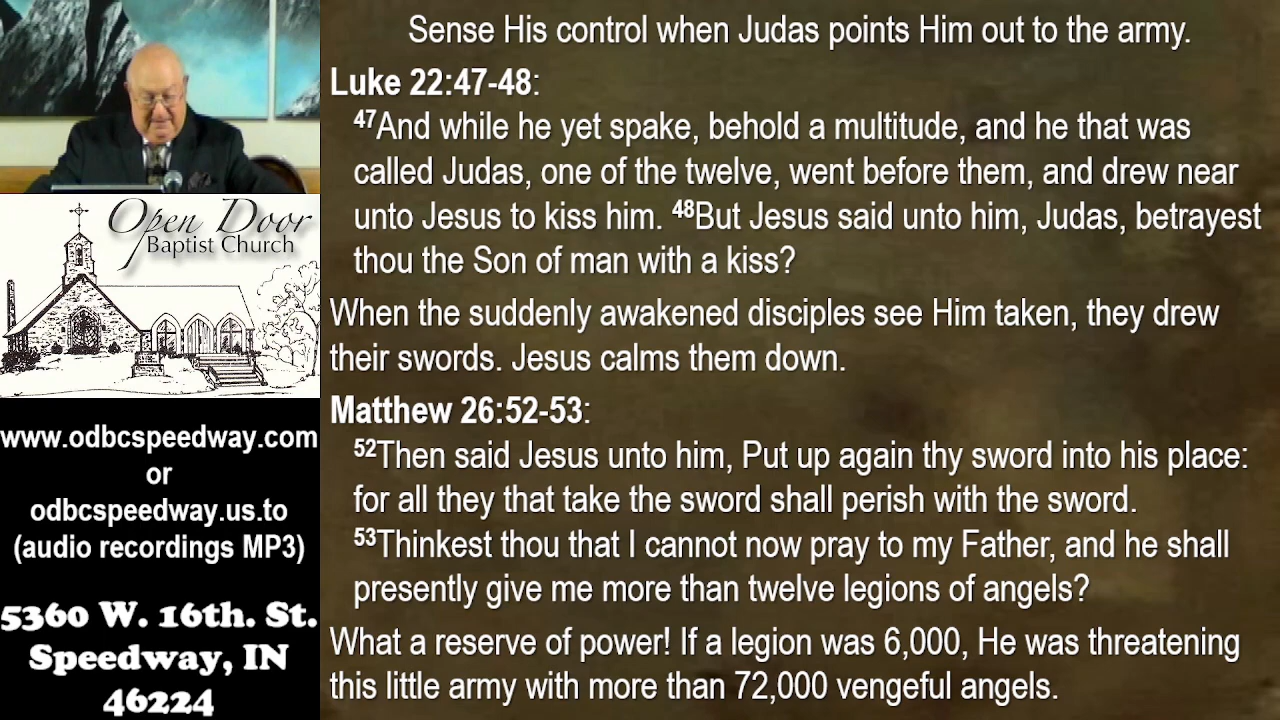 Sense His control when Judas points Him out to the army.
Luke 22:47-48:
47And while he yet spake, behold a multitude, and he that was
called Judas, one of the twelve, went before them, and drew near
unto Jesus to kiss him. 48But Jesus said unto him, Judas, betrayest
thou the Son of man with a kiss?
When the suddenly awakened disciples see Him taken, they drew
their swords. Jesus calms them down.
Matthew 26:52-53:
52Then said Jesus unto him, Put up again thy sword into his place:
for all they that take the sword shall perish with the sword.
53Thinkest thou that I cannot now pray to my Father, and he shall
presently give me more than twelve legions of angels?
What a reserve of power! If a legion was 6,000, He was threatening
this little army with more than 72,000 vengeful angels.
Open Door
Baptist Church
www.odbcspeedway.com
or
odbcspeedway.us.to
(audio recordings MP3)
5360 W. 16th. St.
Speedway, IN
46224